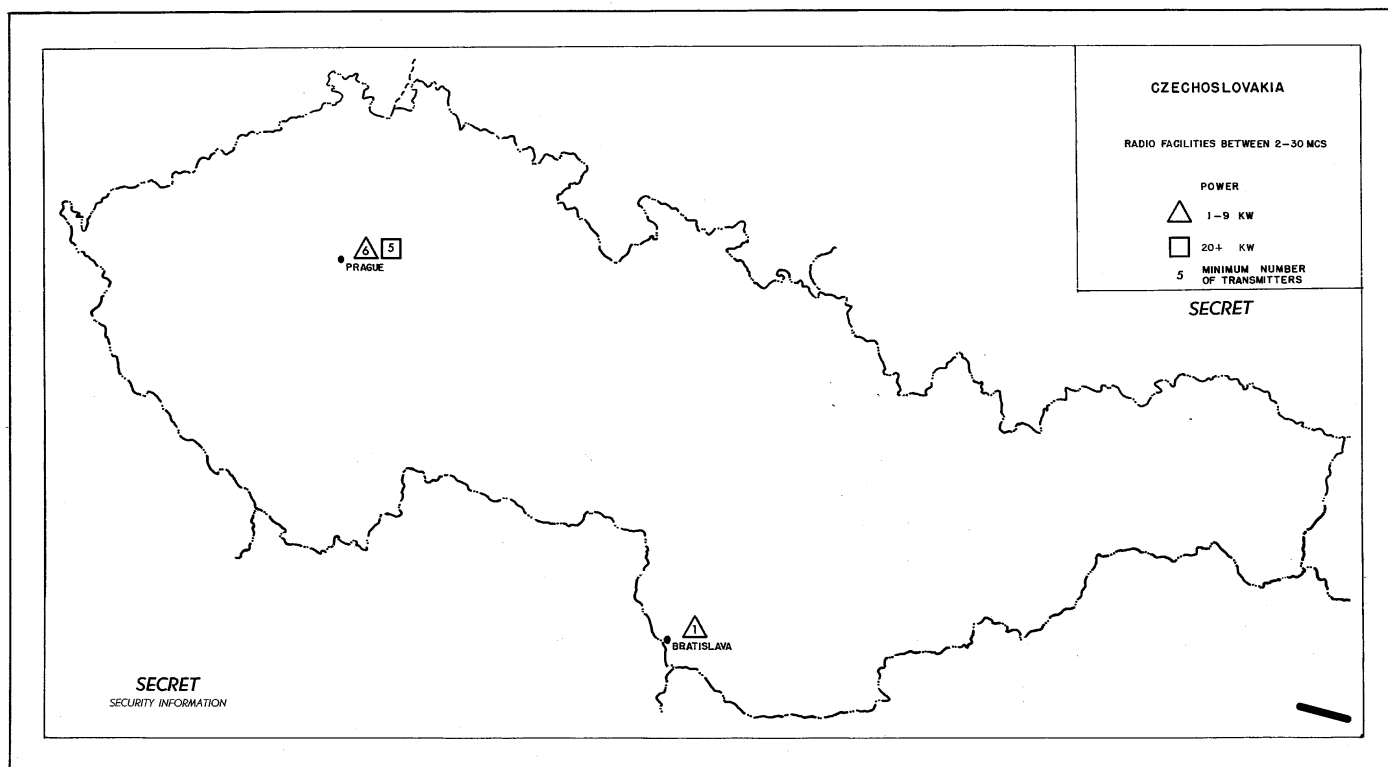 CZECHOSLOVAKIA
RADIO FACILITIES BETWEEN 2-30 MCS
POWER
1-9 KW
20+ KW
5 MINIMUM NUMBER
OF TRANSMITTERS
SECRET
6 5
PRAGUE
1
BRATISLAVA
SECRET
SECURITY INFORMATION